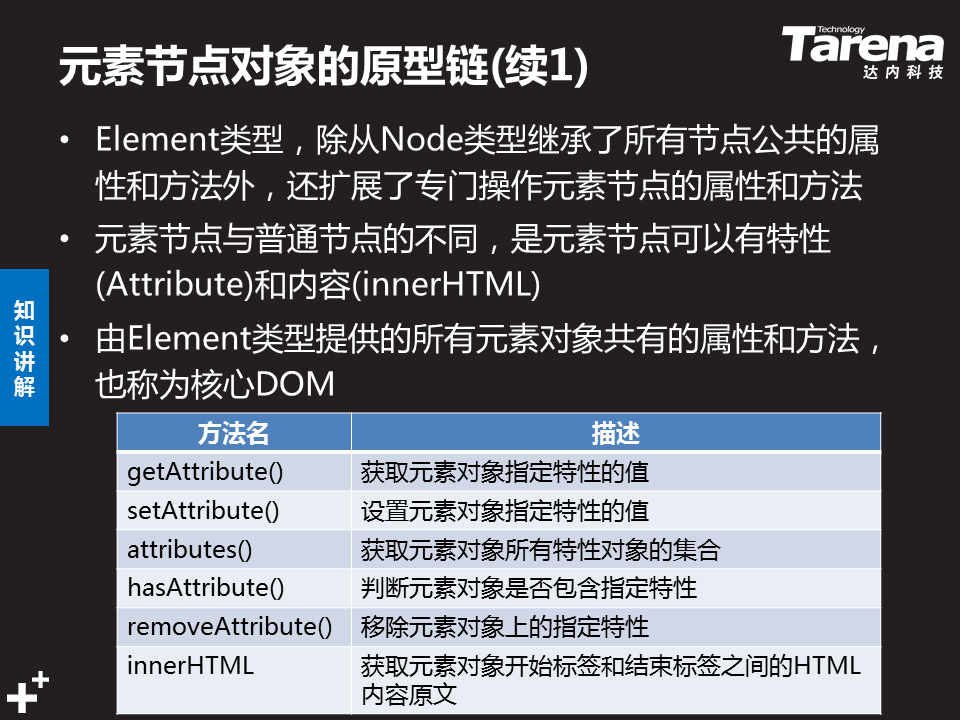 元素节点对象的原型链(续1)
Technology
Tarena
达内科技
• Element类型，除从Node类型继承了所有节点公共的属
性和方法外，还扩展了专门操作元素节点的属性和方法
• 元素节点与普通节点的不同，是元素节点可以有特性
(Attribute)和内容(innerHTML)
• 由Element类型提供的所有元素对象共有的属性和方法，
也称为核心DOM
知
识
讲
解
方法名 描述
getAttribute() 获取元素对象指定特性的值
setAttribute() 设置元素对象指定特性的值
attributes() 获取元素对象所有特性对象的集合
hasAttribute() 判断元素对象是否包含指定特性
removeAttribute() 移除元素对象上的指定特性
innerHTML 获取元素对象开始标签和结束标签之间的HTML
内容原文